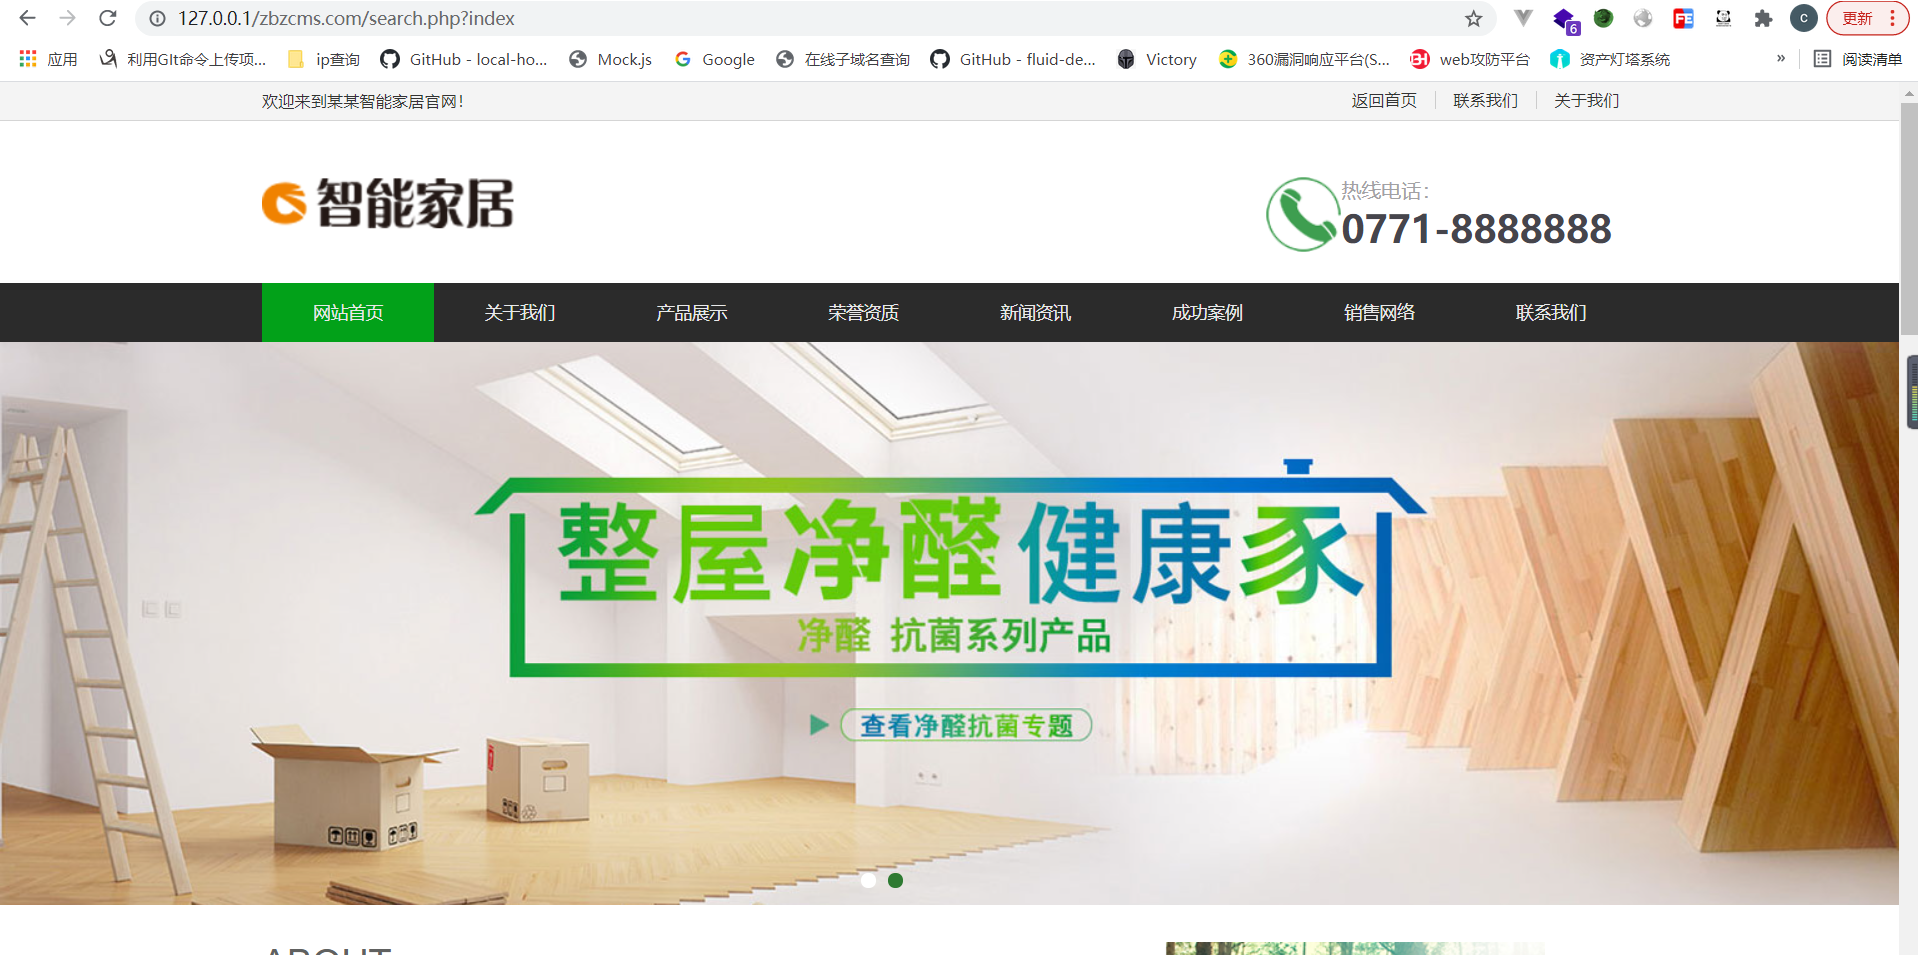 127.0.0.1/zbzcms.com/search.php?index
6
FE
C
更新
应用
利用GIt命令上传项...
ip查询
GitHub - local-ho...
Mock.js
Google
在线子域名查询
GitHub - fluid-de...
Victory
360漏洞响应平台(S...
web攻防平台
资产灯塔系统
»
阅读清单
欢迎来到某某智能家居官网!
返回首页
联系我们
关于我们
智能家居
热线电话:
0771-8888888
网站首页
关于我们
产品展示
荣誉资质
新闻资讯
成功案例
销售网络
联系我们
整屋净醛健康家
净醛 抗菌系列产品
查看净醛抗菌专题
ABOUT